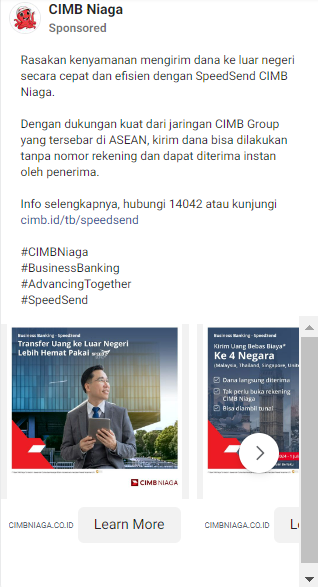 CIMB Niaga
Sponsored
Rasakan kenyamanan mengirim dana ke luar negeri
secara cepat dan efisien dengan SpeedSend CIMB
Niaga.
Dengan dukungan kuat dari jaringan CIMB Group
yang tersebar di ASEAN, kirim dana bisa dilakukan
tanpa nomor rekening dan dapat diterima instan
oleh penerima.
Info selengkapnya, hubungi 14042 atau kunjungi
cimb.id/tb/speedsend
#CIMBNiaga
#BusinessBanking
#AdvancingTogether
#SpeedSend
Business Banking - SpeedSend
Transfer Uang ke Luar Negeri
Lebih Hemat Pakai
CIMB NIAGA
CIMBNIAGA.CO.ID
Learn More
Business Banking - SpeedSend
Kirim Uang Bebas Biaya*
Ke 4 Negara
(Malaysia, Thailand, Singapore,
Dana langsung diterima
Tak perlu buka rekening
CIMB Niaga
Bisa diambil tunai
CIMBNIAGA.CO.ID